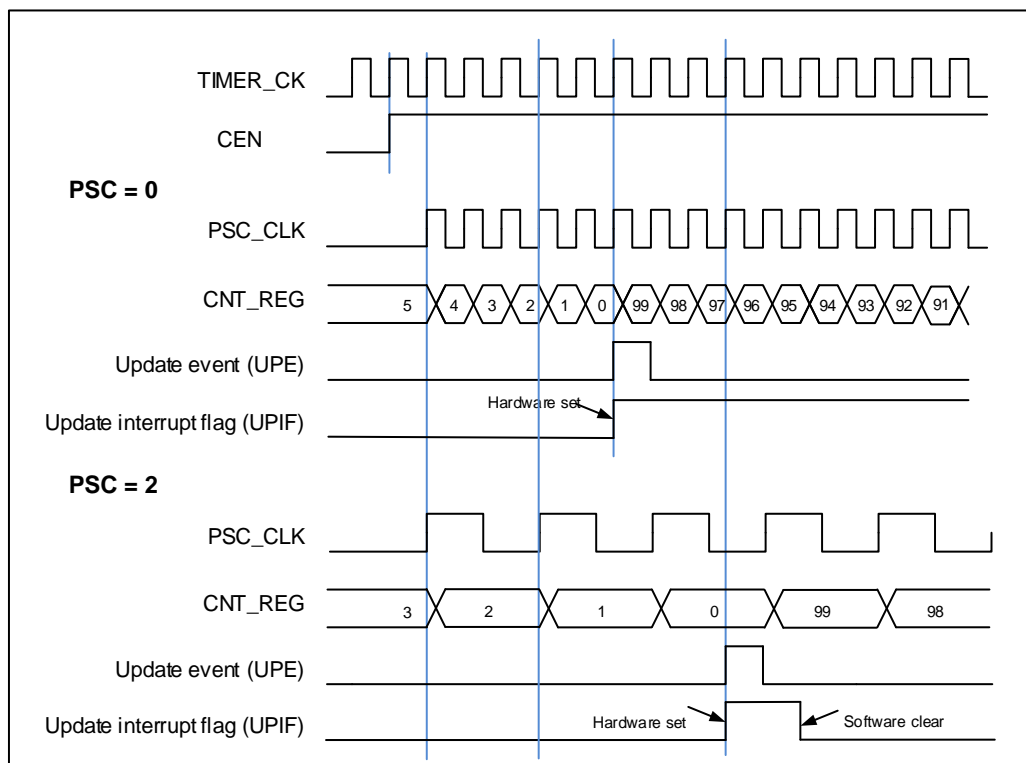 TIMER_CK
CEN
PSC = 0
PSC_CLK
CNT_REG 5 4 3 2 1 0 99 98 97 96 95 94 93 92 91
Update event (UPE)
Hardware set
Update interrupt flag (UPIF)
PSC = 2
PSC_CLK
CNT_REG 3 2 1 0 99 98
Update event (UPE)
Update interrupt flag (UPIF) Hardware set Software clear